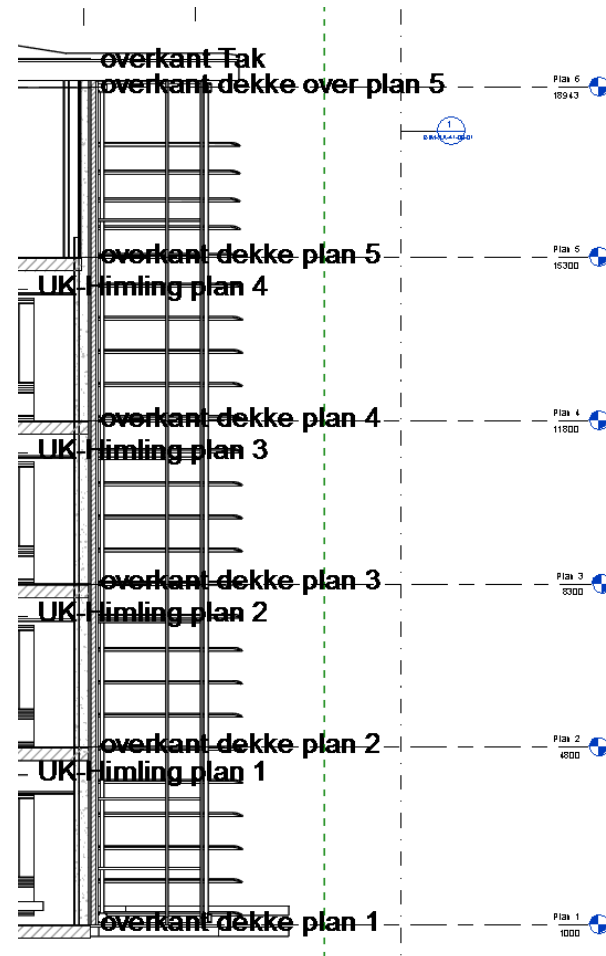 overkant Tak
overkant dekke over plan 5
Plan 6
18943
1
overkant dekke plan 5
Plan 5
15300
UK-Himling plan 4
overkant dekke plan 4
Plan 4
11800
UK-Himling plan 3
overkant dekke plan 3
Plan 3
8300
UK-Himling plan 2
overkant dekke plan 2
Plan 2
4800
UK-Himling plan 1
overkant dekke plan 1
Plan 1
1000